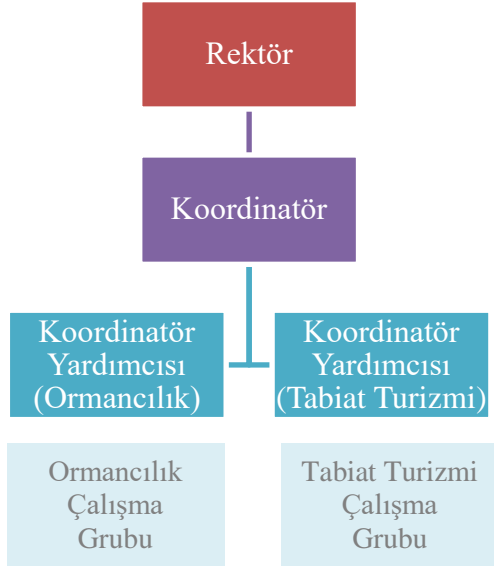 Rektör
Koordinatör
Koordinatör
Yardımcısı
(Ormancılık)
Koordinatör
Yardımcısı
(Tabiat Turizmi)
Ormancılık
Çalışma
Grubu
Tabiat Turizmi
Çalışma
Grubu